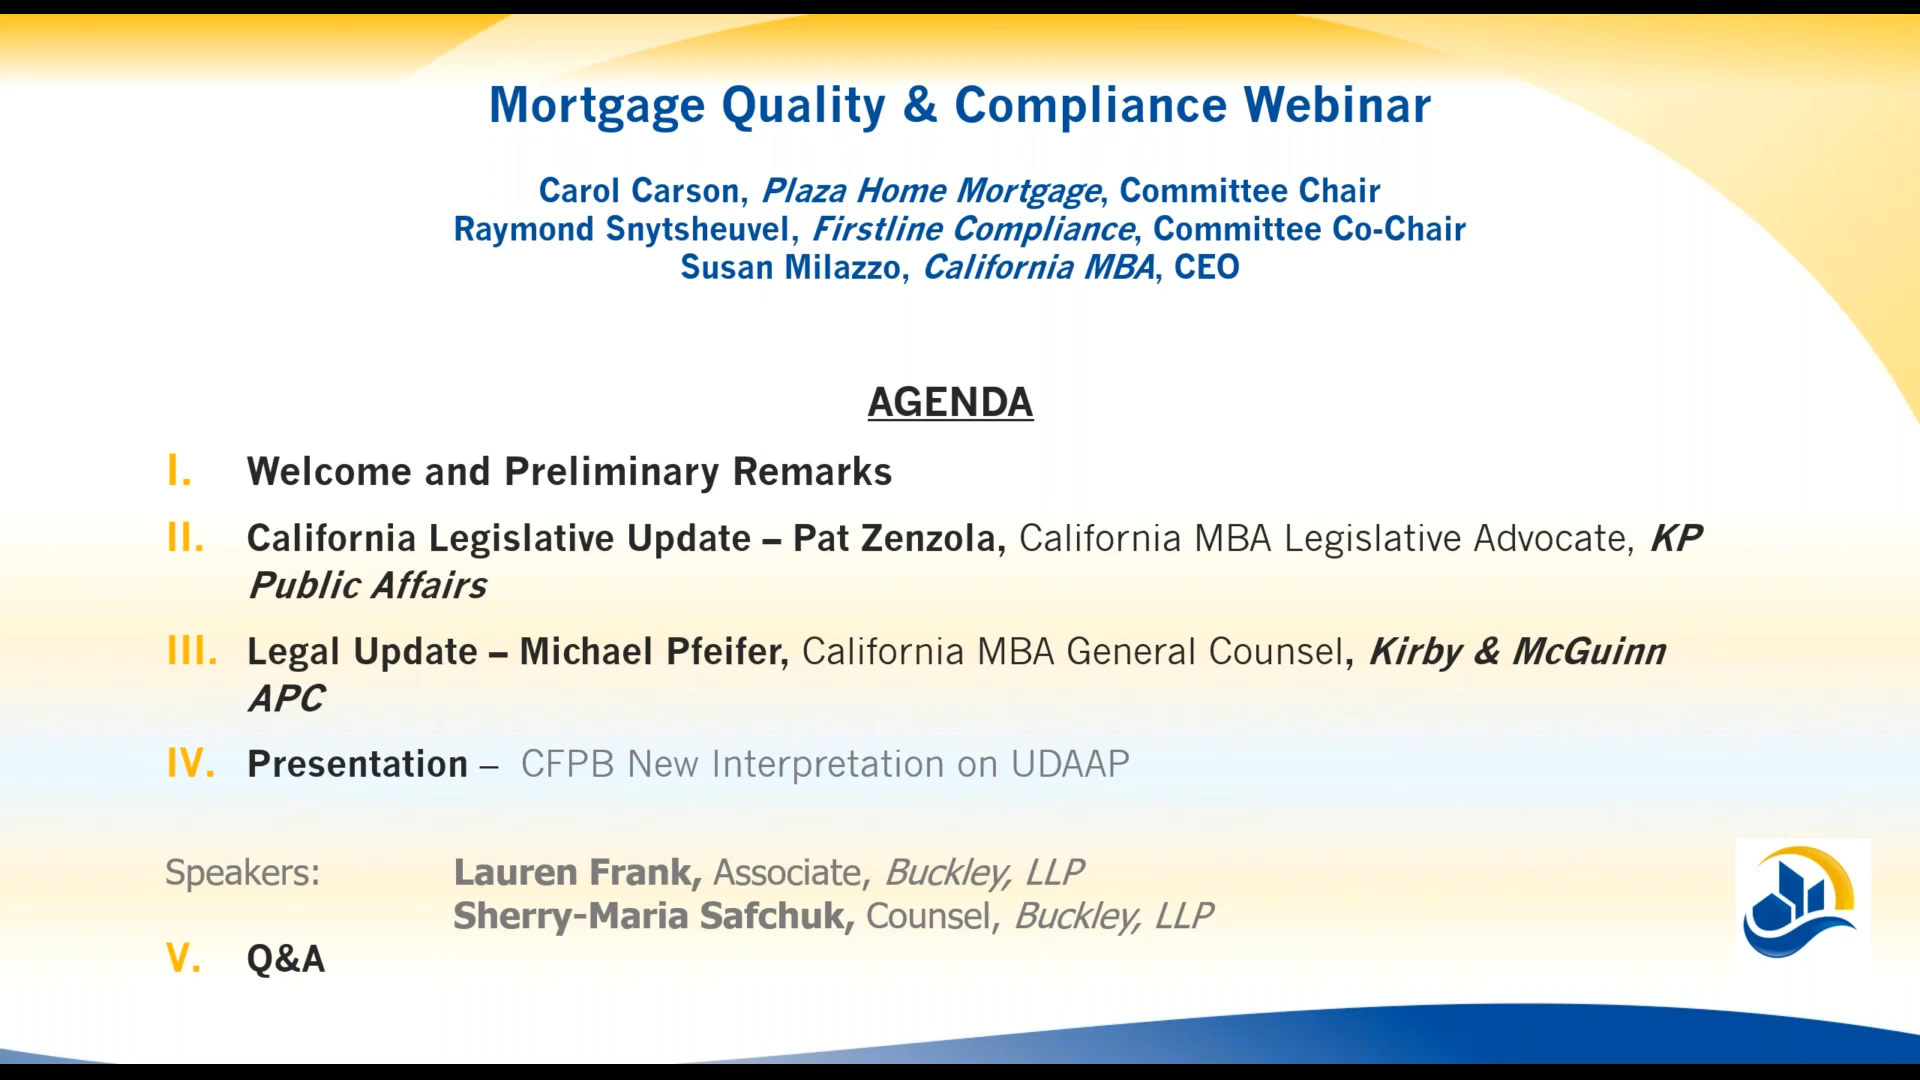 Mortgage Quality & Compliance Webinar
Carol Carson, Plaza Home Mortgage, Committee Chair
Raymond Snytsheuvel, Firstline Compliance, Committee Co-Chair
Susan Milazzo, California MBA, CEO
AGENDA
I. Welcome and Preliminary Remarks
II. California Legislative Update – Pat Zenzola, California MBA Legislative Advocate, KP
Public Affairs
III. Legal Update – Michael Pfeifer, California MBA General Counsel, Kirby & McGuinn
APC
IV. Presentation – CFPB New Interpretation on UDAAP
Speakers: Lauren Frank, Associate, Buckley, LLP
Sherry-Maria Safchuk, Counsel, Buckley, LLP
V. Q&A